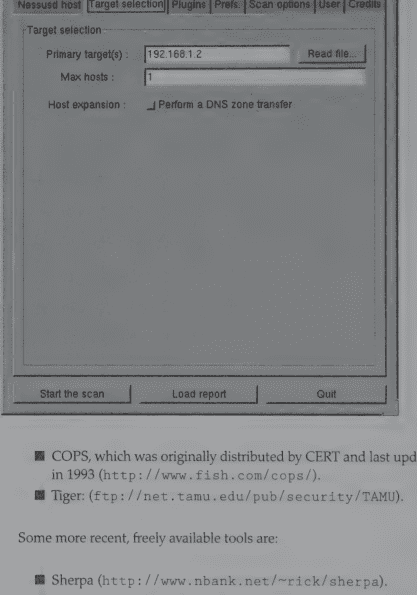 Nessusd host Target selection Plugins Prefs. Scan options User Credits
Target selection
Primary target(s) : 192.168.1.2 Read file...
Max hosts : 1
Host expansion : Perform a DNS zone transfer
Start the scan Load report Quit
■ COPS, which was originally distributed by CERT and last upd
in 1993 (http://www.fish.com/cops/).
■ Tiger: (ftp://net.tamu.edu/pub/security/TAMU).
Some more recent, freely available tools are:
■ Sherpa (http://www.nbank.net/~rick/sherpa).